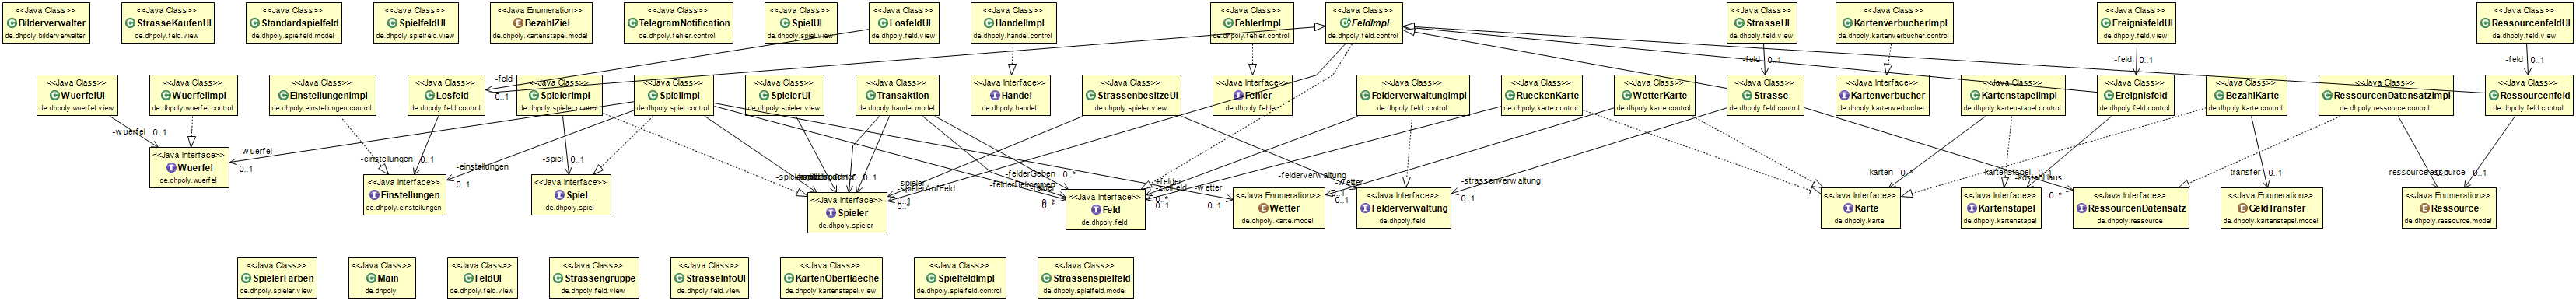 <<Java Class>>
Bilderverwalter
de.dhpoly.bilderverwalter
<<Java Class>>
StrasseKaufenUI
de.dhpoly.feld.view
<<Java Class>>
Standardspielfeld
de.dhpoly.spielfeld.model
<<Java Class>>
SpielfeldUI
de.dhpoly.spielfeld.view
<<Java Enumeration>>
BezahlZiel
de.dhpoly.kartenstapel.model
<<Java Class>>
TelegramNotification
de.dhpoly.fehler.control
<<Java Class>>
SpielUI
de.dhpoly.spiel.view
<<Java Class>>
LosfeldUI
de.dhpoly.feld.view
<<Java Class>>
HandelImpl
de.dhpoly.handel.control
<<Java Class>>
FehlerImpl
de.dhpoly.fehler.control
<<Java Class>>
FeldImpl
de.dhpoly.feld.control
<<Java Class>>
StrasseUI
de.dhpoly.feld.view
<<Java Class>>
KartenverbucherImpl
de.dhpoly.kartenverbucher.control
<<Java Class>>
EreignisfeldUI
de.dhpoly.feld.view
<<Java Class>>
RessourcenfeldUI
de.dhpoly.feld.view
-feld
0..1
-feld
0..1
-feld
0..1
-feld
0..1
<<Java Class>>
WuerfelUI
de.dhpoly.wuerfel.view
<<Java Class>>
WuerfelImpl
de.dhpoly.wuerfel.control
<<Java Class>>
EinstellungenImpl
de.dhpoly.einstellungen.control
<<Java Class>>
Losfeld
de.dhpoly.feld.control
<<Java Class>>
SpielerImpl
de.dhpoly.spieler.control
<<Java Class>>
SpielImpl
de.dhpoly.spiel.control
<<Java Class>>
SpielerUI
de.dhpoly.spieler.view
<<Java Class>>
Transaktion
de.dhpoly.handel.model
<<Java Interface>>
Handel
de.dhpoly.handel
<<Java Class>>
StrassenbesitzeUI
de.dhpoly.spieler.view
<<Java Interface>>
Fehler
de.dhpoly.fehler
<<Java Class>>
FelderverwaltungImpl
de.dhpoly.feld.control
<<Java Class>>
RueckenKarte
de.dhpoly.karte.control
<<Java Class>>
WetterKarte
de.dhpoly.karte.control
<<Java Class>>
Strasse
de.dhpoly.feld.control
<<Java Interface>>
Kartenverbucher
de.dhpoly.kartenverbucher
<<Java Class>>
KartenstapelImpl
de.dhpoly.kartenstapel.control
<<Java Class>>
Ereignisfeld
de.dhpoly.feld.control
<<Java Class>>
BezahlKarte
de.dhpoly.karte.control
<<Java Class>>
RessourcenDatensatzImpl
de.dhpoly.ressource.control
<<Java Class>>
Ressourcenfeld
de.dhpoly.feld.control
-wuerfel
0..1
-wuerfel
0..1
-einstellungen
0..1
-einstellungen
0..1
-spiel
0..1
-spieler
-spielerAufFeld
0..*
-felderGeben
0..*
-felderBekommen
-wetter
0..1
-felderverwaltung
-wetter
0..1
-strassenverwaltung
0..1
-karten
0..*
-kartenstapel
0..1
-kostenHaus
0..*
-transfer
0..1
0..1
<<Java Interface>>
Wuerfel
de.dhpoly.wuerfel
<<Java Interface>>
Einstellungen
de.dhpoly.einstellungen
<<Java Interface>>
Spiel
de.dhpoly.spiel
<<Java Interface>>
Spieler
de.dhpoly.spieler
<<Java Interface>>
Feld
de.dhpoly.feld
<<Java Enumeration>>
Wetter
de.dhpoly.karte.model
<<Java Interface>>
Felderverwaltung
de.dhpoly.feld
<<Java Interface>>
Karte
de.dhpoly.karte
<<Java Interface>>
Kartenstapel
de.dhpoly.kartenstapel
<<Java Interface>>
RessourcenDatensatz
de.dhpoly.ressource
<<Java Enumeration>>
GeldTransfer
de.dhpoly.kartenstapel.model
<<Java Enumeration>>
Ressource
de.dhpoly.ressource.model
<<Java Class>>
SpielerFarben
de.dhpoly.spieler.view
<<Java Class>>
Main
de.dhpoly
<<Java Class>>
FeldUI
de.dhpoly.feld.view
<<Java Class>>
Strassengruppe
de.dhpoly.feld.view
<<Java Class>>
StrasseInfoUI
de.dhpoly.feld.view
<<Java Class>>
KartenOberflaeche
de.dhpoly.kartenstapel.view
<<Java Class>>
SpielfeldImpl
de.dhpoly.spielfeld.control
<<Java Class>>
Strassenspielfeld
de.dhpoly.spielfeld.model